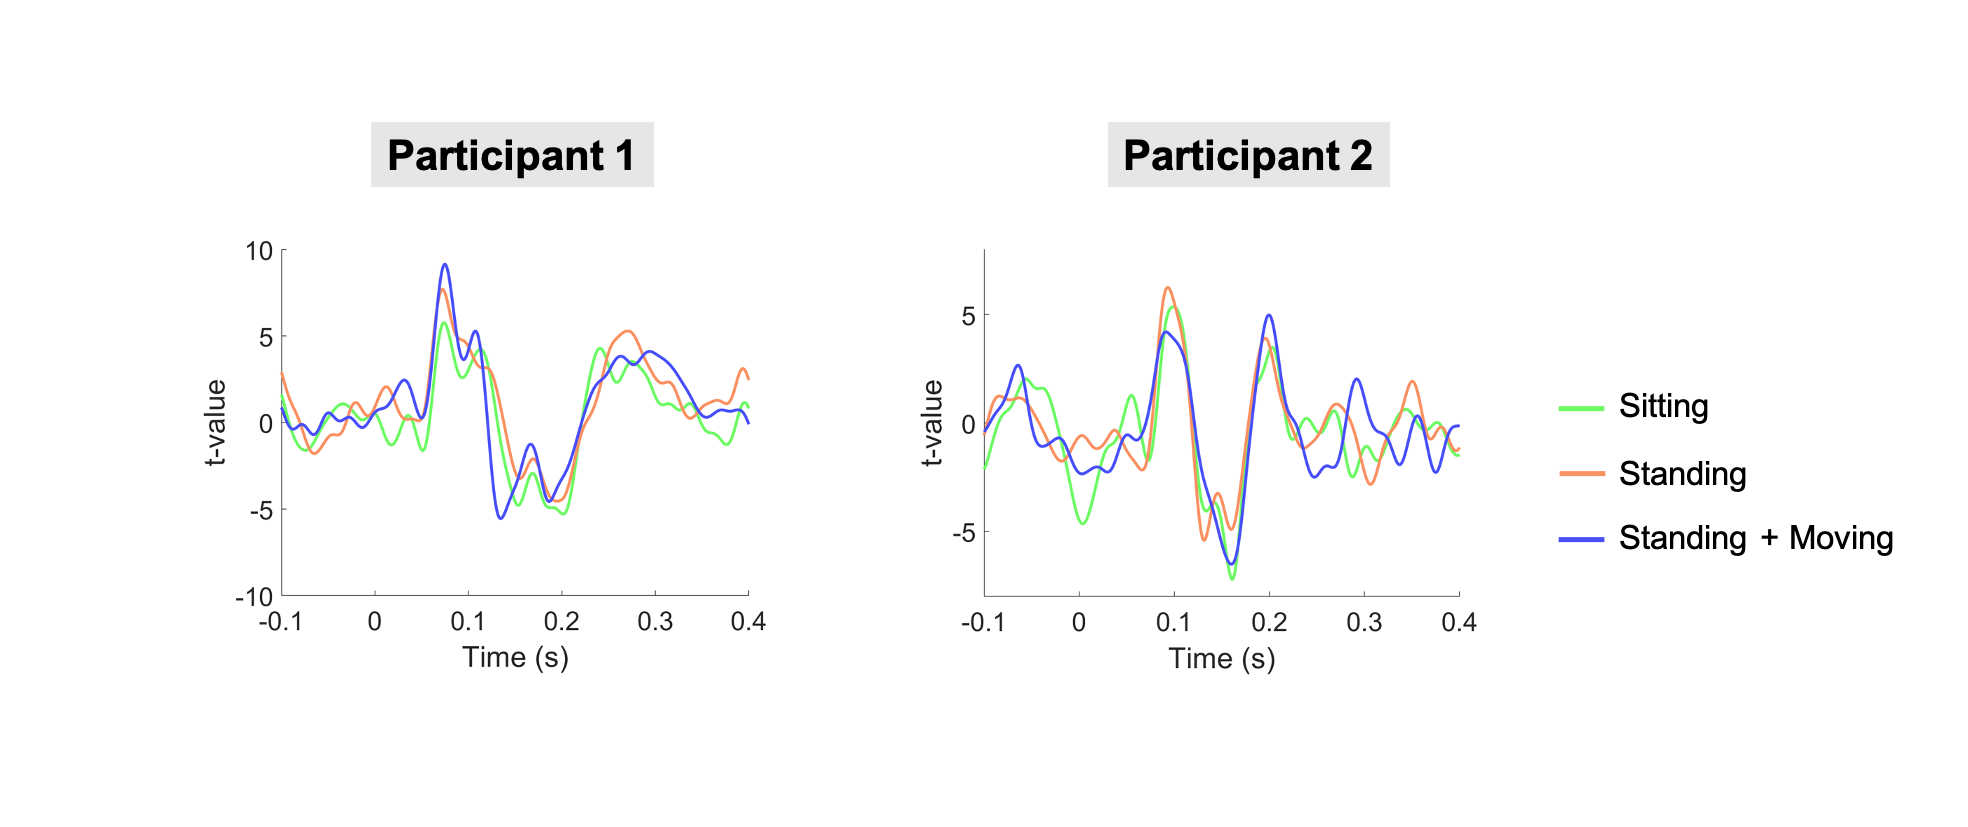 Participant 1
Participant 2
10
5
0
-5
-10
t-value
-0.1
0
0.1
0.2
0.3
0.4
Time (s)
5
0
-5
t-value
-0.1
0
0.1
0.2
0.3
0.4
Time (s)
Sitting
Standing
Standing + Moving